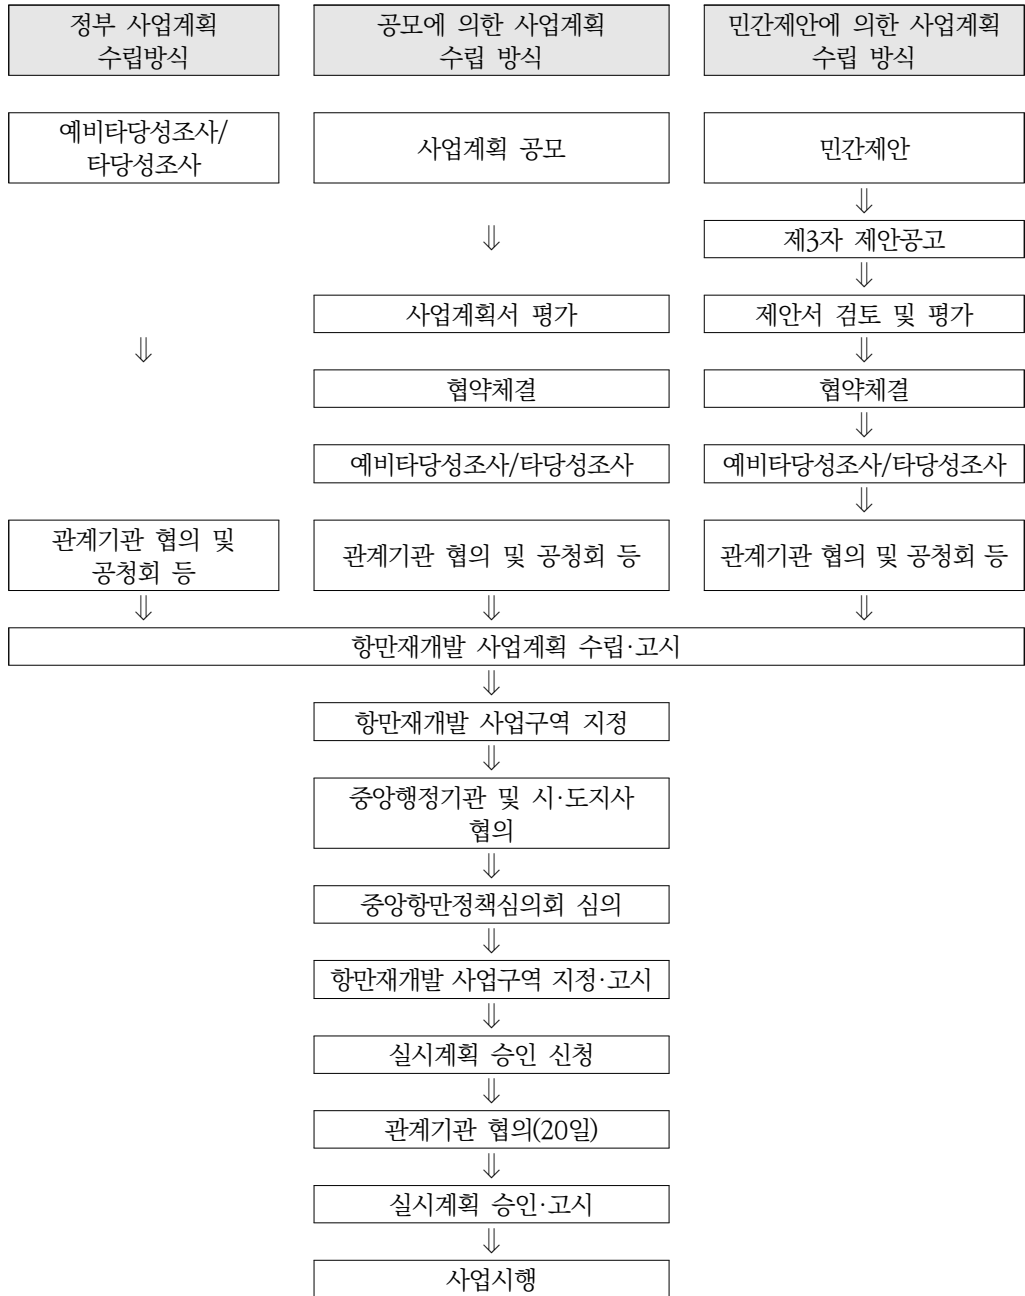 정부 사업계획
수립방식
공모에 의한 사업계획
수립 방식
민간제안에 의한 사업계획
수립 방식
예비타당성조사/
타당성조사
사업계획 공모
민간제안
⇓
⇓
제3자 제안공고
⇓
사업계획서 평가
제안서 검토 및 평가
⇓
⇓
협약체결
협약체결
⇓
예비타당성조사/타당성조사
예비타당성조사/타당성조사
⇓
관계기관 협의 및
공청회 등
관계기관 협의 및 공청회 등
관계기관 협의 및 공청회 등
⇓
⇓
⇓
항만재개발 사업계획 수립·고시
⇓
항만재개발 사업구역 지정
⇓
중앙행정기관 및 시·도지사
협의
⇓
중앙항만정책심의회 심의
⇓
항만재개발 사업구역 지정·고시
⇓
실시계획 승인 신청
⇓
관계기관 협의(20일)
⇓
실시계획 승인·고시
⇓
사업시행